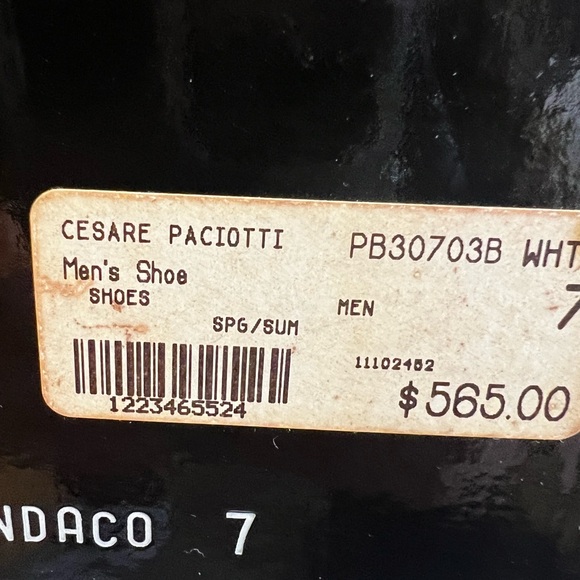 CESARE PACIOTTI
PB30703B WHT
Men's Shoe
SHOES
MEN
7
SPG/SUM
11102452
1223465524
$565.00
NDACO 7